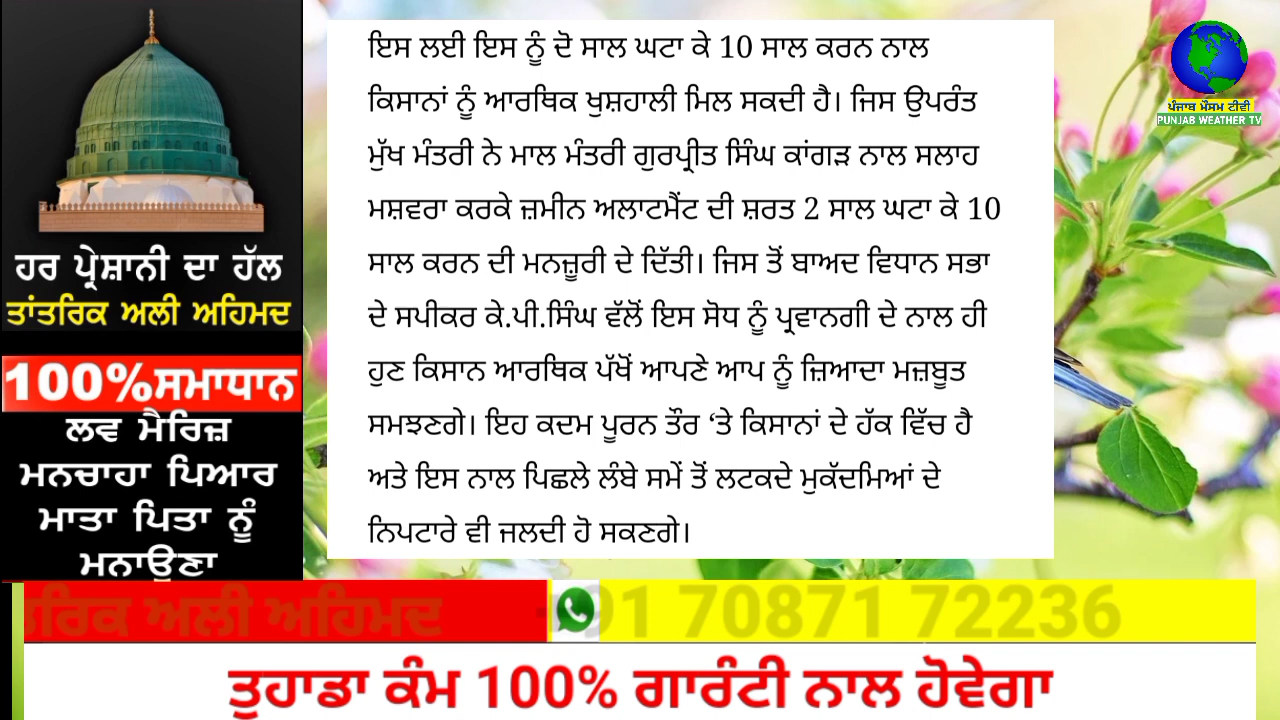 ਹਰ ਪ੍ਰੇਸ਼ਾਨੀ ਦਾ ਹੱਲ
ਤਾਂਤਰਿਕ ਅਲੀ ਅਹਿਮਦ
100%ਸਮਾਧਾਨ
ਲਵ ਮੈਰਿਜ਼
ਮਨਚਾਹਾ ਪਿਆਰ
ਮਾਤਾ ਪਿਤਾ ਨੂੰ
ਮਨਾਉਣਾ
ਇਸ ਲਈ ਇਸ ਨੂੰ ਦੋ ਸਾਲ ਘਟਾ ਕੇ 10 ਸਾਲ ਕਰਨ ਨਾਲ
ਕਿਸਾਨਾਂ ਨੂੰ ਆਰਥਿਕ ਖੁਸ਼ਹਾਲੀ ਮਿਲ ਸਕਦੀ ਹੈ। ਜਿਸ ਉਪਰੰਤ
ਮੁੱਖ ਮੰਤਰੀ ਨੇ ਮਾਲ ਮੰਤਰੀ ਗੁਰਪ੍ਰੀਤ ਸਿੰਘ ਕਾਂਗੜ ਨਾਲ ਸਲਾਹ
ਮਸ਼ਵਰਾ ਕਰਕੇ ਜ਼ਮੀਨ ਅਲਾਟਮੈਂਟ ਦੀ ਸ਼ਰਤ 2 ਸਾਲ ਘਟਾ ਕੇ 10
ਸਾਲ ਕਰਨ ਦੀ ਮਨਜ਼ੂਰੀ ਦੇ ਦਿੱਤੀ। ਜਿਸ ਤੋਂ ਬਾਅਦ ਵਿਧਾਨ ਸਭਾ
ਦੇ ਸਪੀਕਰ ਕੇ.ਪੀ.ਸਿੰਘ ਵੱਲੋਂ ਇਸ ਸੋਧ ਨੂੰ ਪ੍ਰਵਾਨਗੀ ਦੇ ਨਾਲ ਹੀ
ਹੁਣ ਕਿਸਾਨ ਆਰਥਿਕ ਪੱਖੋਂ ਆਪਣੇ ਆਪ ਨੂੰ ਜ਼ਿਆਦਾ ਮਜ਼ਬੂਤ
ਸਮਝਣਗੇ। ਇਹ ਕਦਮ ਪੂਰਨ ਤੌਰ ‘ਤੇ ਕਿਸਾਨਾਂ ਦੇ ਹੱਕ ਵਿੱਚ ਹੈ
ਅਤੇ ਇਸ ਨਾਲ ਪਿਛਲੇ ਲੰਬੇ ਸਮੇਂ ਤੋਂ ਲਟਕਦੇ ਮੁਕੱਦਮਿਆਂ ਦੇ
ਨਿਪਟਾਰੇ ਵੀ ਜਲਦੀ ਹੋ ਸਕਣਗੇ।
ਪੰਜਾਬ ਮੌਸਮ ਟੀਵੀ
PUNJAB WEATHER TV
ਅਲੀ ਅਹਿਮਦ
91 70871 72236
ਤੁਹਾਡਾ ਕੰਮ 100% ਗਾਰੰਟੀ ਨਾਲ ਹੋਵੇਗਾ